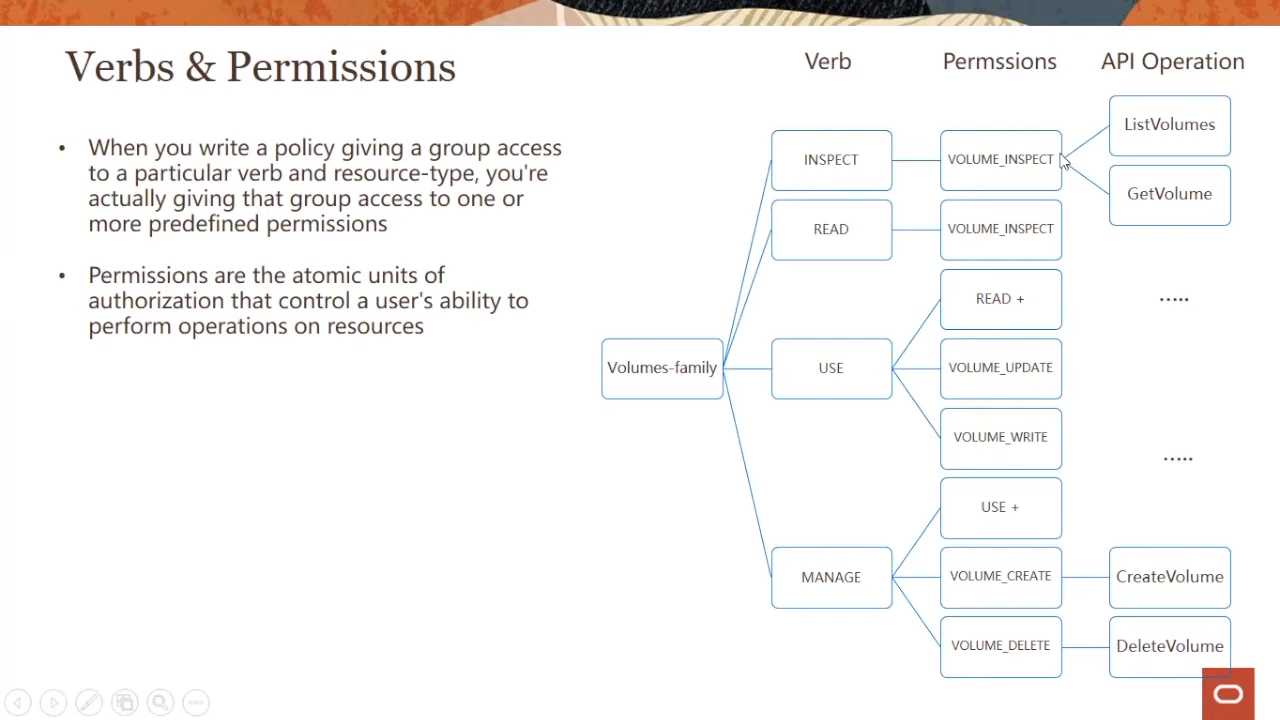 Verbs & Permissions
• When you write a policy giving a group access
to a particular verb and resource-type, you're
actually giving that group access to one or
more predefined permissions
• Permissions are the atomic units of
authorization that control a user's ability to
perform operations on resources
Verb
Permssions
API Operation
Volumes-family
INSPECT
VOLUME_INSPECT
ListVolumes
GetVolume
READ
VOLUME_INSPECT
USE
READ +
VOLUME_UPDATE
VOLUME_WRITE
.....
.....
MANAGE
USE +
VOLUME_CREATE
CreateVolume
VOLUME_DELETE
DeleteVolume